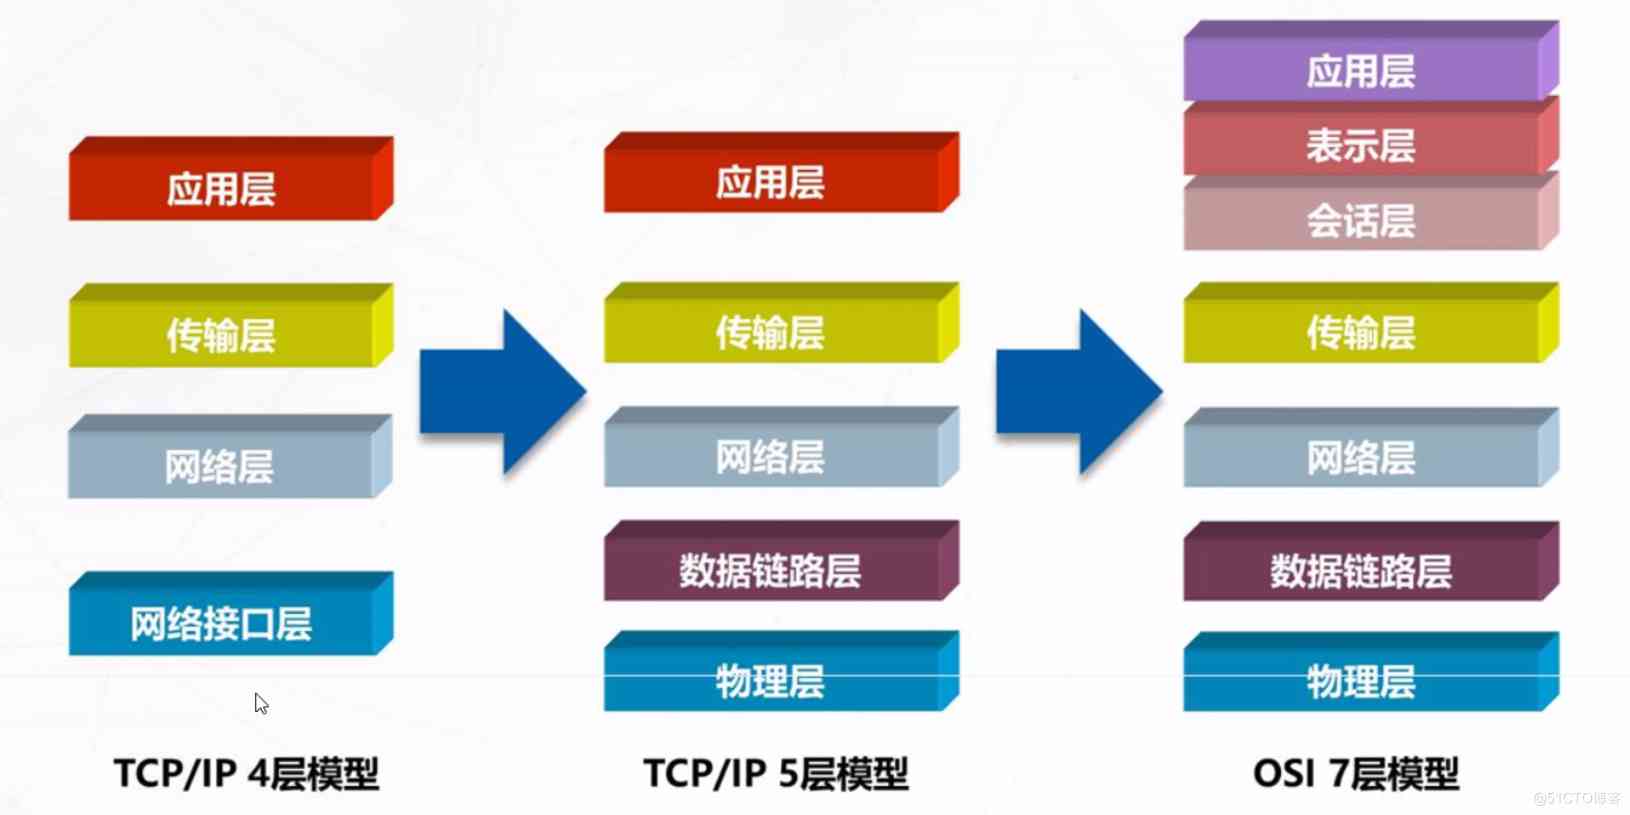 应用层
传输层
网络层
网络接口层
TCP/IP 4层模型
应用层
传输层
网络层
数据链路层
物理层
TCP/IP 5层模型
应用层
表示层
会话层
传输层
网络层
数据链路层
物理层
OSI 7层模型
@51CTO博客